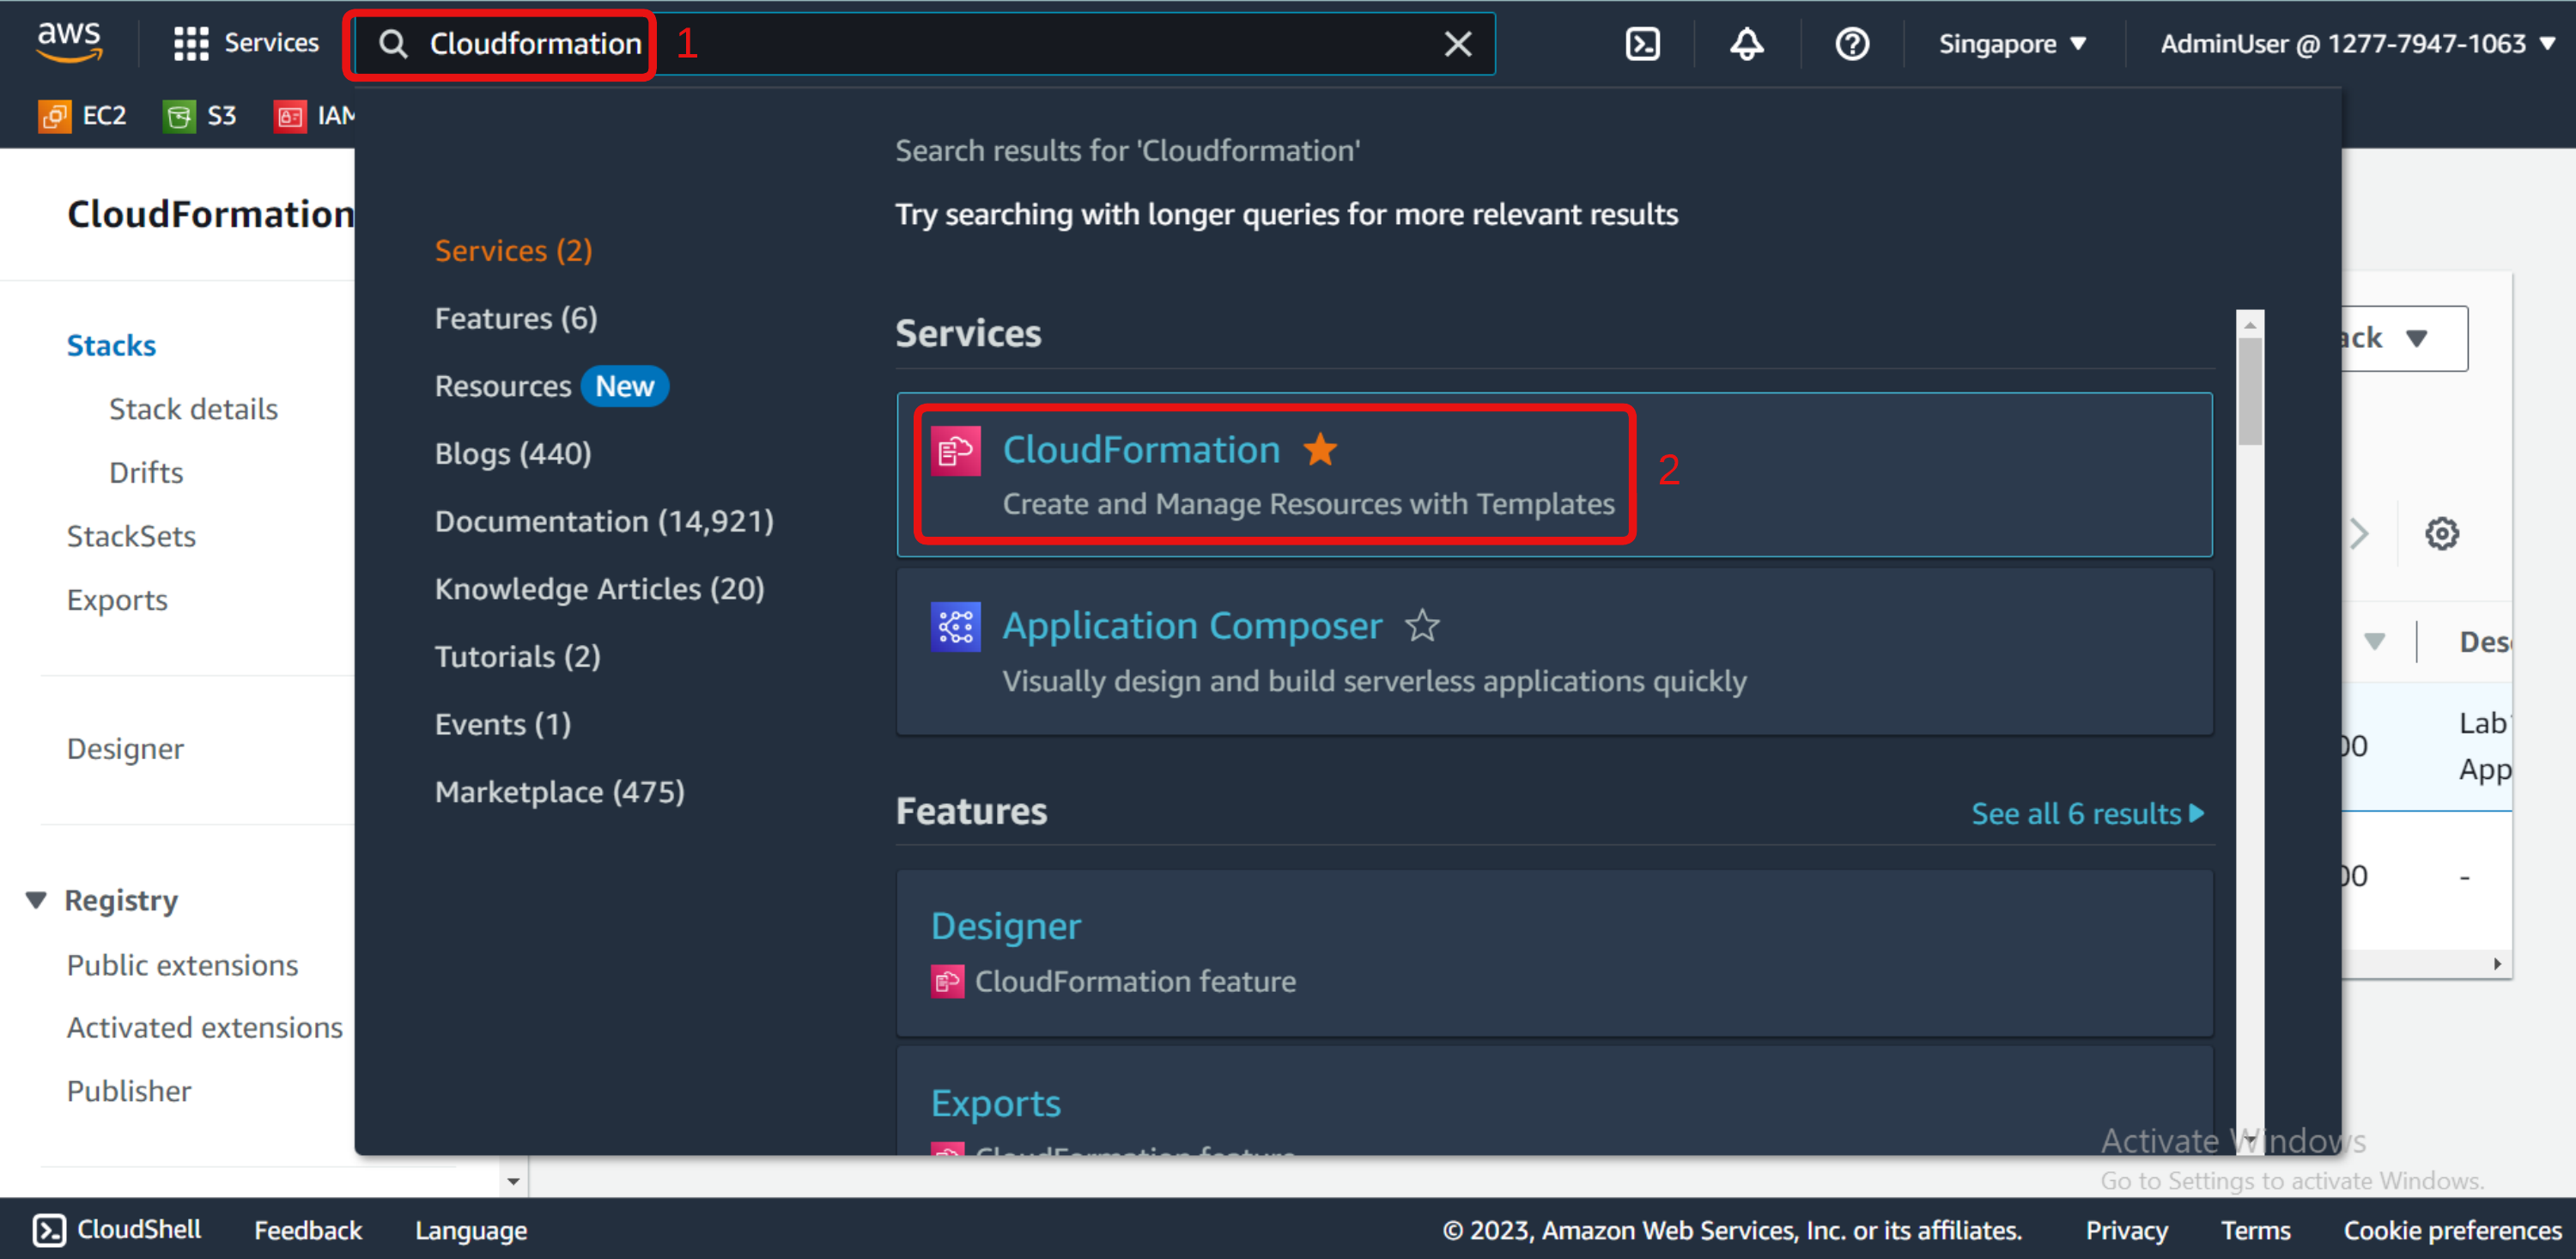 aws
Services
Cloudformation
1
Singapore
AdminUser @ 1277-7947-1063
EC2
S3
IAM
Search results for 'Cloudformation'
Try searching with longer queries for more relevant results
CloudFormation
Stacks
Stack details
Drifts
StackSets
Exports
Designer
Registry
Public extensions
Activated extensions
Publisher
Services (2)
Features (6)
Resources New
Blogs (440)
Documentation (14,921)
Knowledge Articles (20)
Tutorials (2)
Events (1)
Marketplace (475)
Services
CloudFormation
Create and Manage Resources with Templates
2
Application Composer
Visually design and build serverless applications quickly
Features
See all 6 results
Designer
CloudFormation feature
Exports
CloudFormation feature
ack
Des
Lab
App
00
00
-
Activate Windows
Go to Settings to activate Windows.
CloudShell
Feedback
Language
© 2023, Amazon Web Services, Inc. or its affiliates.
Privacy
Terms
Cookie preferences